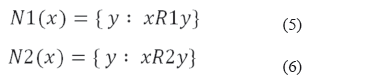 N1(x) = { y : xR1y} (5)
N2(x) = { y : xR2y} (6)